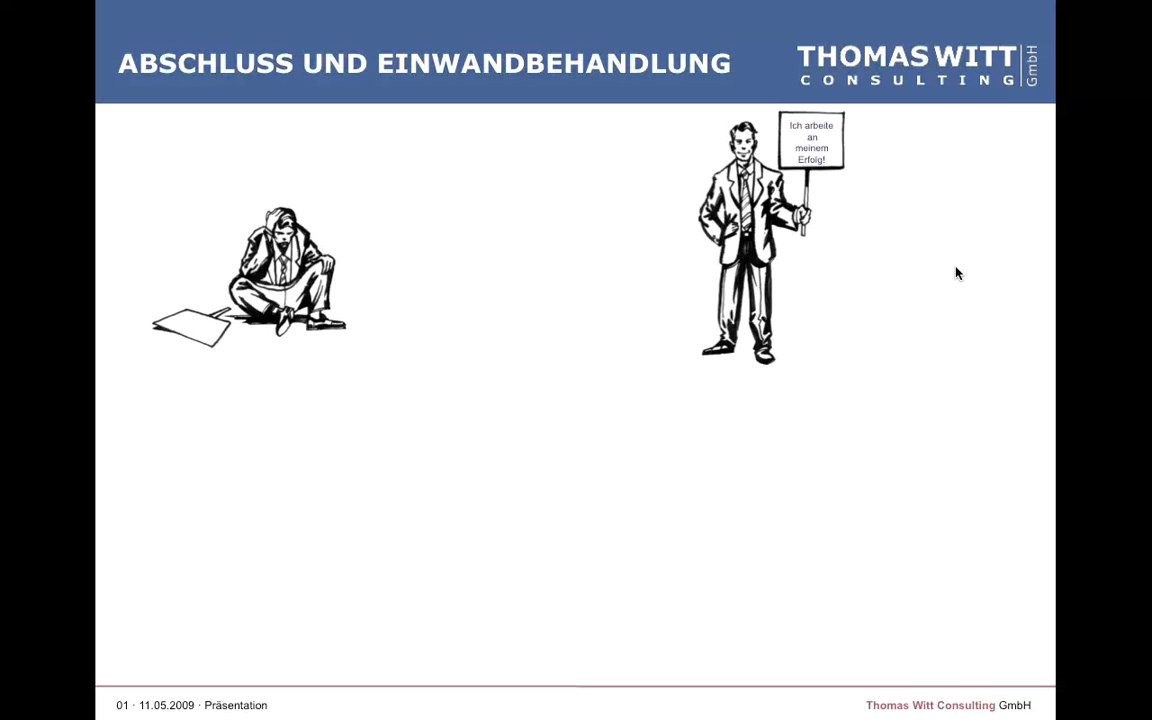 ABSCHLUSS UND EINWANDBEHANDLUNG
THOMAS WITT
CONSULTING
GmbH
Ich arbeite
an
meinem
Erfolg!
01 · 11.05.2009 · Präsentation
Thomas Witt Consulting GmbH